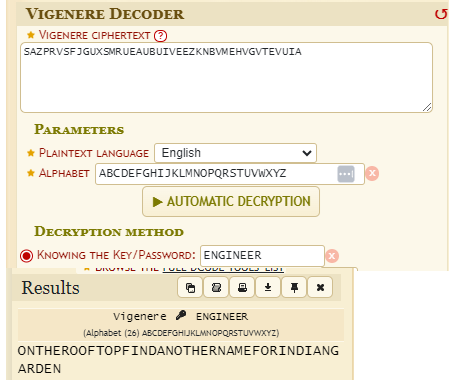 VIGENERE DECODER
VIGENERE CIPHERTEXT ?
SAZPRVSFJGUXSMRUEAUBUIVEEZKNBVMEHVGVTEVUIA
PARAMETERS
PLAINTEXT LANGUAGE English
ALPHABET ABCDEFGHIJKLMNOPQRSTUVWXYZ
▶ AUTOMATIC DECRYPTION
DECRYPTION METHOD
KNOWING THE KEY/PASSWORD: ENGINEER
BROWSE THE FULL DCODE TOOLS' LIST
Results
Vigenere ENGINEER
(Alphabet (26) ABCDEFGHIJKLMNOPQRSTUVWXYZ)
ONTHEROOFTOPFINDANOTHERNAMEFORINDIANG
ARDEN